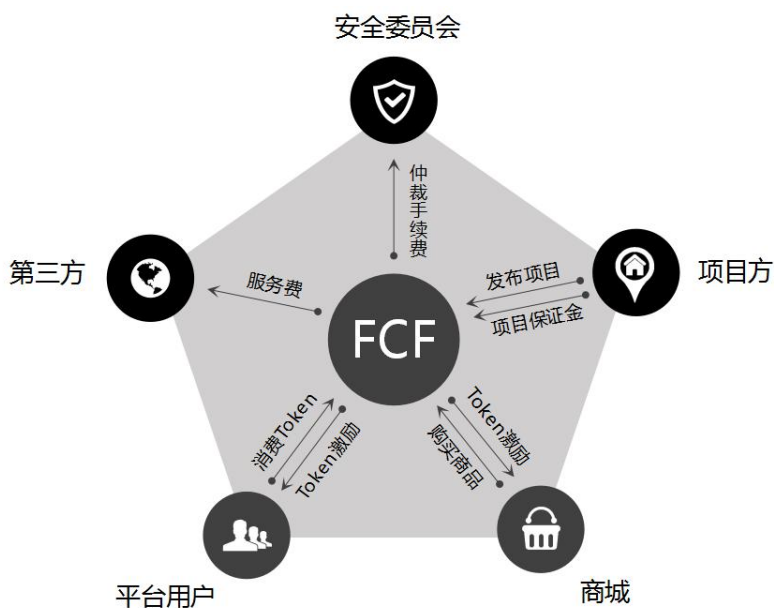 安全委员会
仲裁手续费
第三方
服务费
发布项目
项目保证金
项目方
FCF
消费Token
Token激励
Token激励
购买商品
平台用户
商城